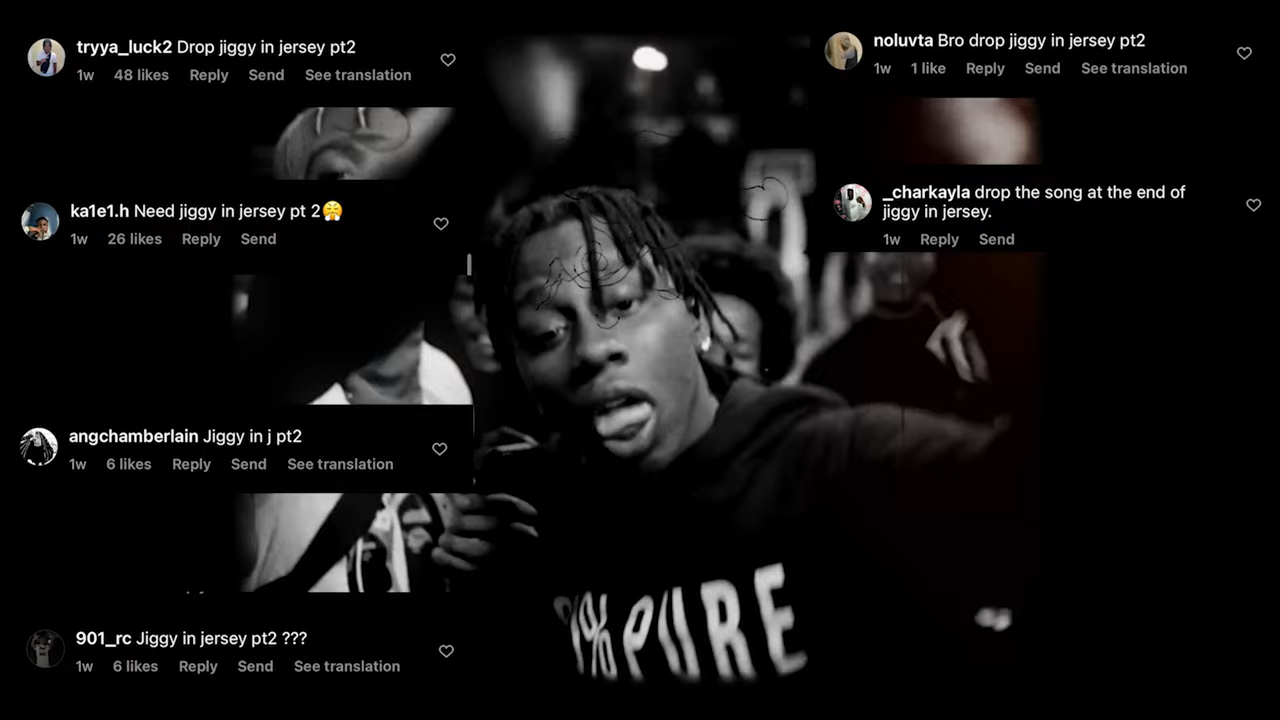 tryya_luck2 Drop jiggy in jersey pt2
1w 48 likes Reply Send See translation
ka1e1.h Need jiggy in jersey pt 2😤
1w 26 likes Reply Send
angchamberlain Jiggy in j pt2
1w 6 likes Reply Send See translation
901_rc Jiggy in jersey pt2 ???
1w 6 likes Reply Send See translation
noluvta Bro drop jiggy in jersey pt2
1w 1 like Reply Send See translation
_charkayla drop the song at the end of
jiggy in jersey.
1w Reply Send
% PURE